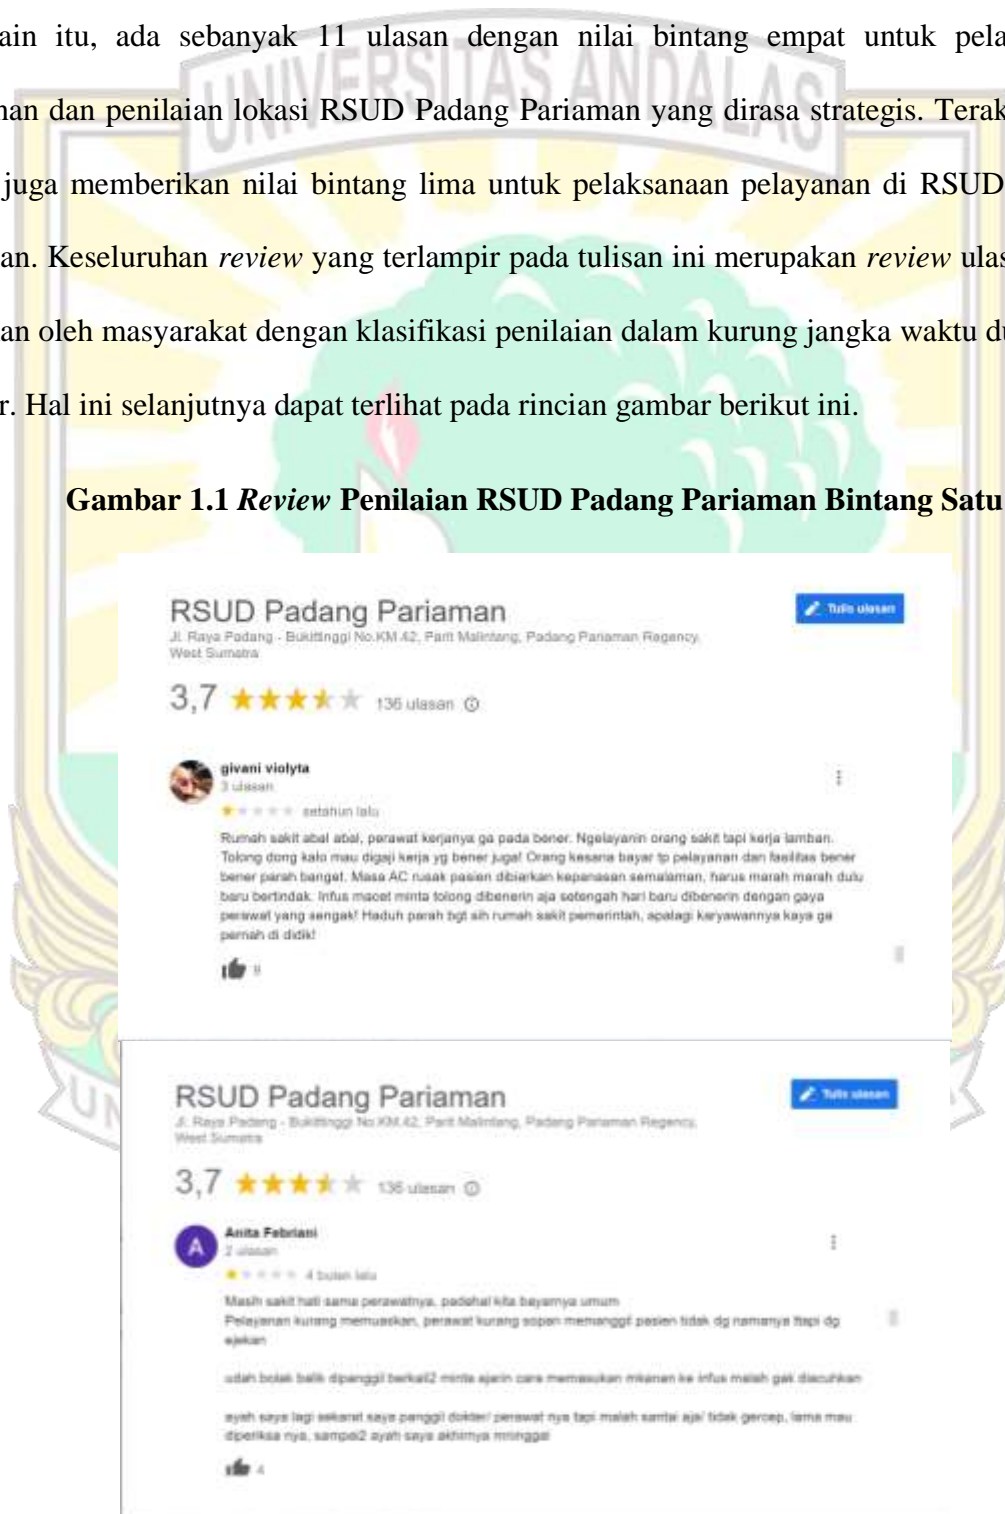 ain itu, ada sebanyak 11 ulasan dengan nilai bintang empat untuk pela
nan dan penilaian lokasi RSUD Padang Pariaman yang dirasa strategis. Terak
juga memberikan nilai bintang lima untuk pelaksanaan pelayanan di RSUD
an. Keseluruhan review yang terlampir pada tulisan ini merupakan review ulas
an oleh masyarakat dengan klasifikasi penilaian dalam kurung jangka waktu du
r. Hal ini selanjutnya dapat terlihat pada rincian gambar berikut ini.
UNIVERSITAS ANDALAS
Gambar 1.1 Review Penilaian RSUD Padang Pariaman Bintang Satu
RSUD Padang Pariaman
Tulis ulasan
Jl. Raya Padang - Bukittinggi No.KM.42, Parit Malintang, Padang Pariaman Regency,
West Sumatra
3,7 136 ulasan
givani violyta
3 ulasan
setahun lalu
Rumah sakit abal abal, perawat kerjanya ga pada bener. Ngelayanin orang sakit tapi kerja lamban.
Tolong dong kalo mau digaji kerja yg bener juga! Orang kesana bayar tp pelayanan dan fasilitas bener
bener parah banget. Masa AC rusak pasien dibiarkan kepanasan semalaman, harus marah marah dulu
baru bertindak. Infus macet minta tolong dibenerin aja setengah hari baru dibenerin dengan gaya
perawat yang sengak! Haduh parah bgt sih rumah sakit pemerintah, apalagi karyawannya kaya ga
pernah di didik!
RSUD Padang Pariaman
Tulis ulasan
Jl. Raya Padang - Bukittinggi No.KM.42, Parit Malintang, Padang Pariaman Regency,
West Sumatra
3,7 136 ulasan
A
Anita Febriani
2 ulasan
4 bulan lalu
Masih sakit hati sama perawatnya, padahal kita bayarnya umum
Pelayanan kurang memuaskan, perawat kurang sopan memanggil pasien tidak dg namanya ttapi dg
ejekan
udah bolak balik dipanggil berkali2 minta ajarin cara memasukan mkanan ke infus malah gak diacuhkan
ayah saya lagi sekarat saya panggil dokter/ perawat nya tapi malah santai aja/ tidak gercep, lama mau
diperiksa nya, sampai2 ayah saya akhirnya mninggal
4
UN